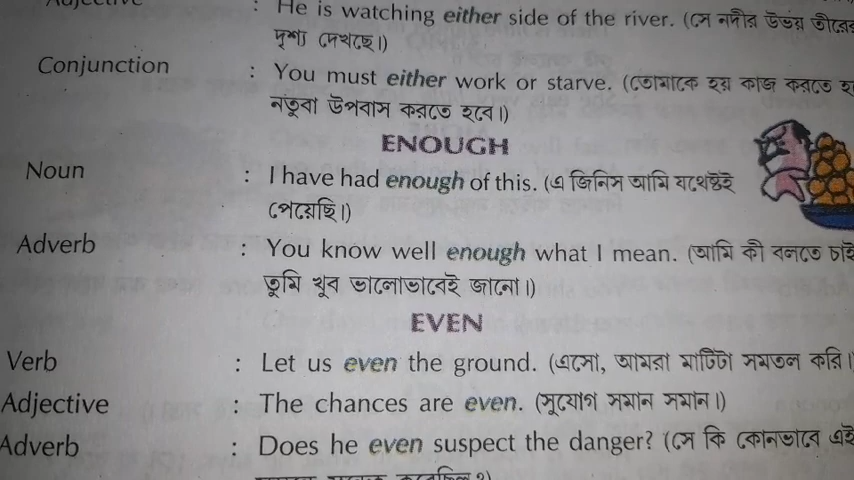 Adjective : He is watching either side of the river. (সে নদীর উভয় তীরের
দৃশ্য দেখছে।)
Conjunction : You must either work or starve. (তোমাকে হয় কাজ করতে
নতুবা উপবাস করতে হবে।)
ENOUGH
Noun : I have had enough of this. (এ জিনিস আমি যথেষ্টই
পেয়েছি।)
Adverb : You know well enough what I mean. (আমি কী বলতে চাই
তুমি খুব ভালোভাবেই জানো।)
EVEN
Verb : Let us even the ground. (এসো, আমরা মাটিটা সমতল করি।
Adjective : The chances are even. (সুযোগ সমান সমান।)
Adverb : Does he even suspect the danger? (সে কি কোনভাবে এই